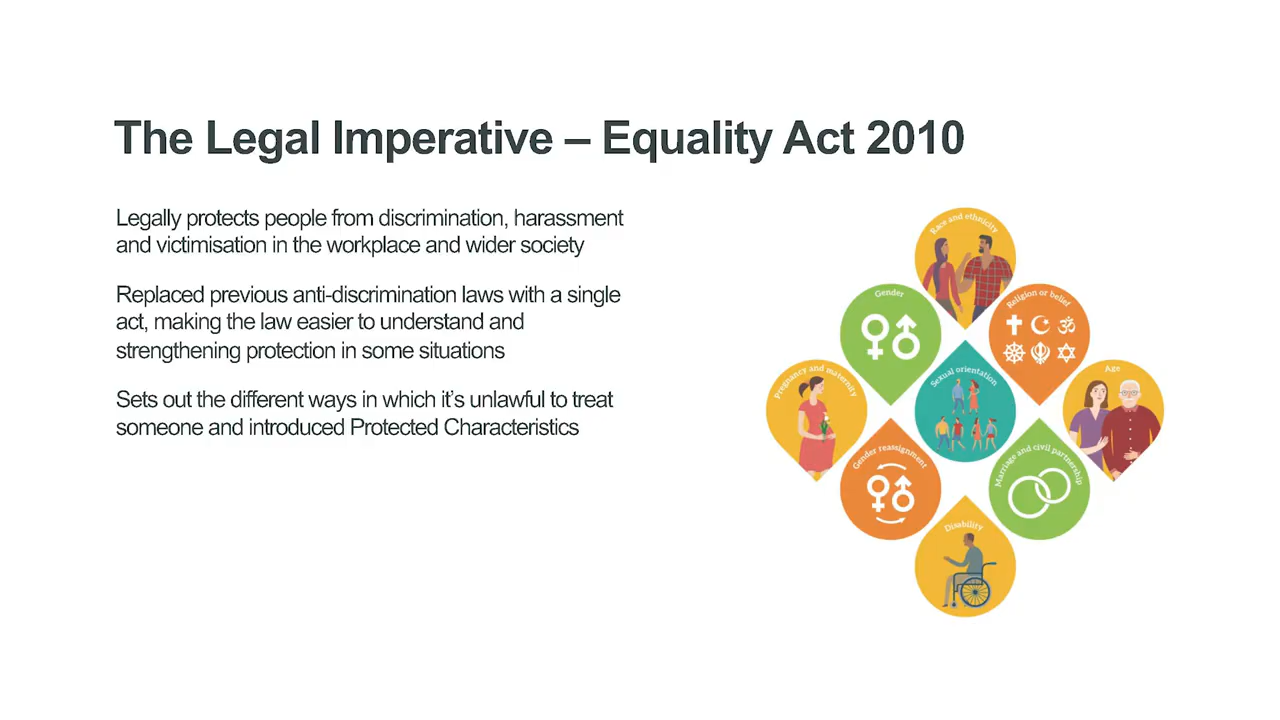 The Legal Imperative – Equality Act 2010
Legally protects people from discrimination, harassment
and victimisation in the workplace and wider society
Replaced previous anti-discrimination laws with a single
act, making the law easier to understand and
strengthening protection in some situations
Sets out the different ways in which it's unlawful to treat
someone and introduced Protected Characteristics
Race and ethnicity
Gender
Religion or belief
Pregnancy and maternity
Sexual orientation
Age
Gender reassignment
Marriage and civil partnership
Disability